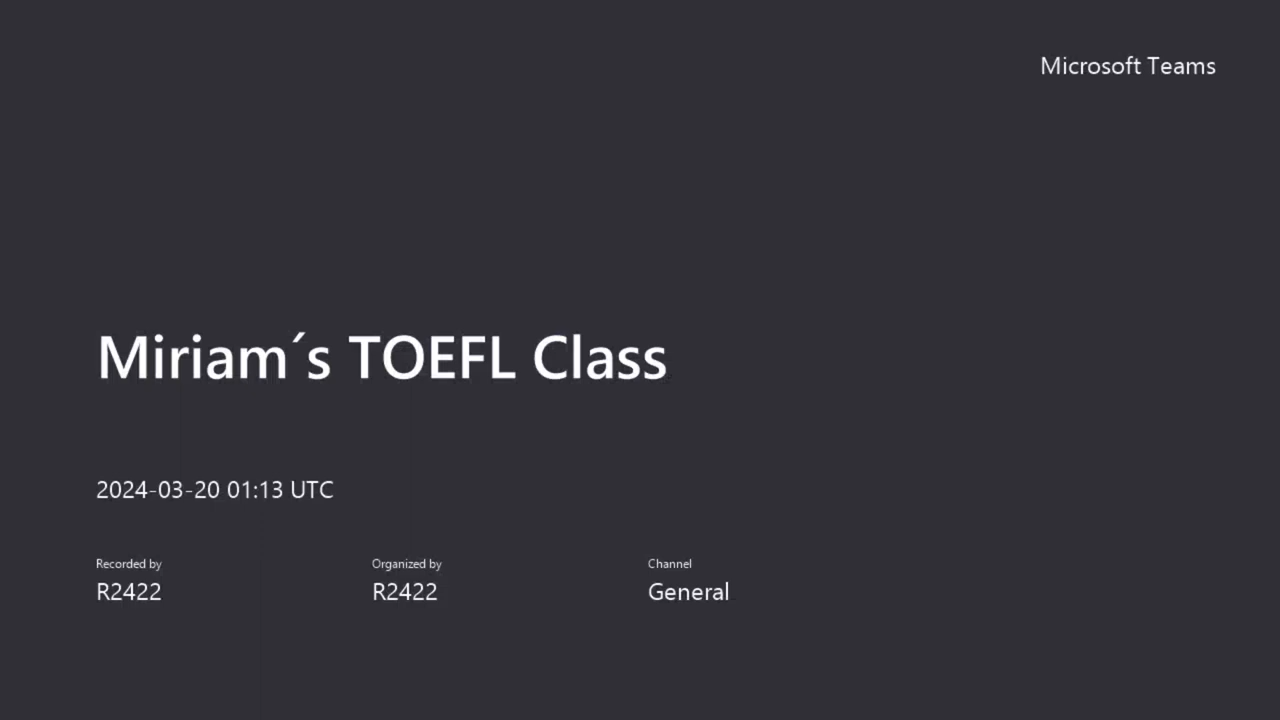 Microsoft Teams
Miriam´s TOEFL Class
2024-03-20 01:13 UTC
Recorded by
R2422
Organized by
R2422
Channel
General